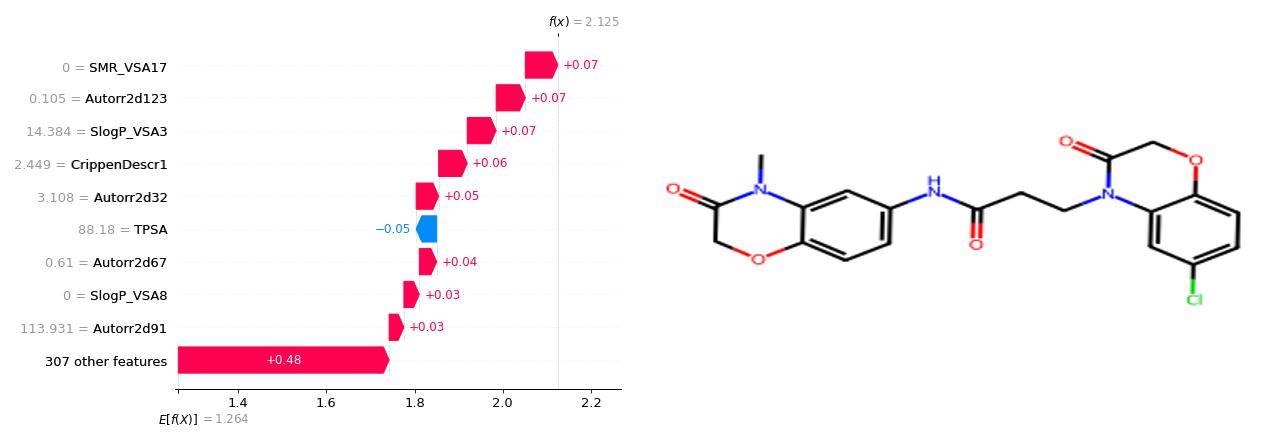 f(x) = 2.125
0 = SMR_VSA17 +0.07
0.105 = Autorr2d123 +0.07
14.384 = SlogP_VSA3 +0.07
2.449 = CrippenDescr1 +0.06
3.108 = Autorr2d32 +0.05
88.18 = TPSA −0.05
0.61 = Autorr2d67 +0.04
0 = SlogP_VSA8 +0.03
113.931 = Autorr2d91 +0.03
307 other features +0.48
1.4 1.6 1.8 2.0 2.2
E[f(X)] = 1.264
O
O
H
N
N
N
O
O
O
Cl